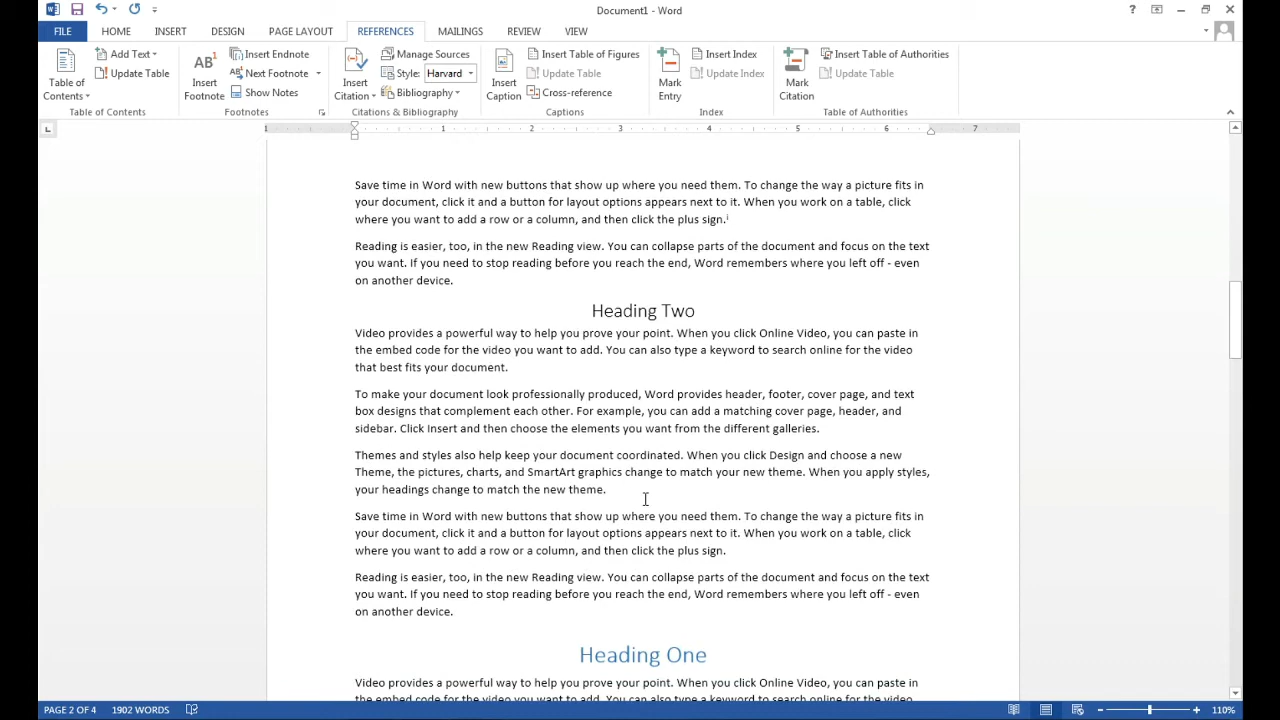 Document1 - Word
FILE HOME INSERT DESIGN PAGE LAYOUT REFERENCES MAILINGS REVIEW VIEW
Table of Contents
Add Text
Update Table
Table of Contents
AB¹
Insert Footnote
Insert Endnote
Next Footnote
Show Notes
Footnotes
Insert Citation
Manage Sources
Style: Harvard
Bibliography
Citations & Bibliography
Insert Caption
Insert Table of Figures
Update Table
Cross-reference
Captions
Mark Entry
Insert Index
Update Index
Index
Mark Citation
Insert Table of Authorities
Update Table
Table of Authorities
1 1 2 3 4 5 6 7
Save time in Word with new buttons that show up where you need them. To change the way a picture fits in
your document, click it and a button for layout options appears next to it. When you work on a table, click
where you want to add a row or a column, and then click the plus sign.ⁱ
Reading is easier, too, in the new Reading view. You can collapse parts of the document and focus on the text
you want. If you need to stop reading before you reach the end, Word remembers where you left off - even
on another device.
Heading Two
Video provides a powerful way to help you prove your point. When you click Online Video, you can paste in
the embed code for the video you want to add. You can also type a keyword to search online for the video
that best fits your document.
To make your document look professionally produced, Word provides header, footer, cover page, and text
box designs that complement each other. For example, you can add a matching cover page, header, and
sidebar. Click Insert and then choose the elements you want from the different galleries.
Themes and styles also help keep your document coordinated. When you click Design and choose a new
Theme, the pictures, charts, and SmartArt graphics change to match your new theme. When you apply styles,
your headings change to match the new theme.
Save time in Word with new buttons that show up where you need them. To change the way a picture fits in
your document, click it and a button for layout options appears next to it. When you work on a table, click
where you want to add a row or a column, and then click the plus sign.
Reading is easier, too, in the new Reading view. You can collapse parts of the document and focus on the text
you want. If you need to stop reading before you reach the end, Word remembers where you left off - even
on another device.
Heading One
Video provides a powerful way to help you prove your point. When you click Online Video, you can paste in
the embed code for the video you want to add. You can also type a keyword to search online for the video
PAGE 2 OF 4 1902 WORDS 110%